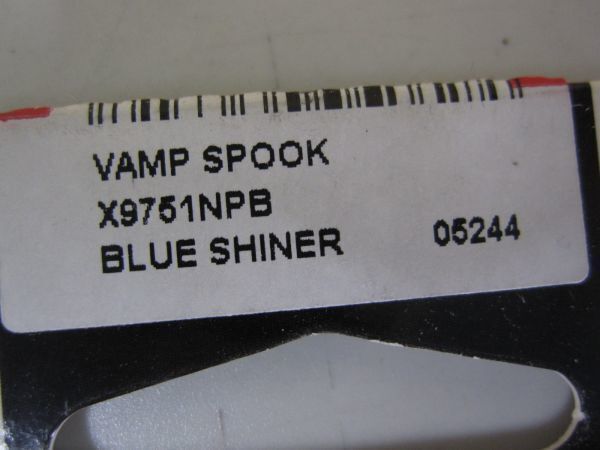 VAMP SPOOK
X9751NPB
BLUE SHINER 05244